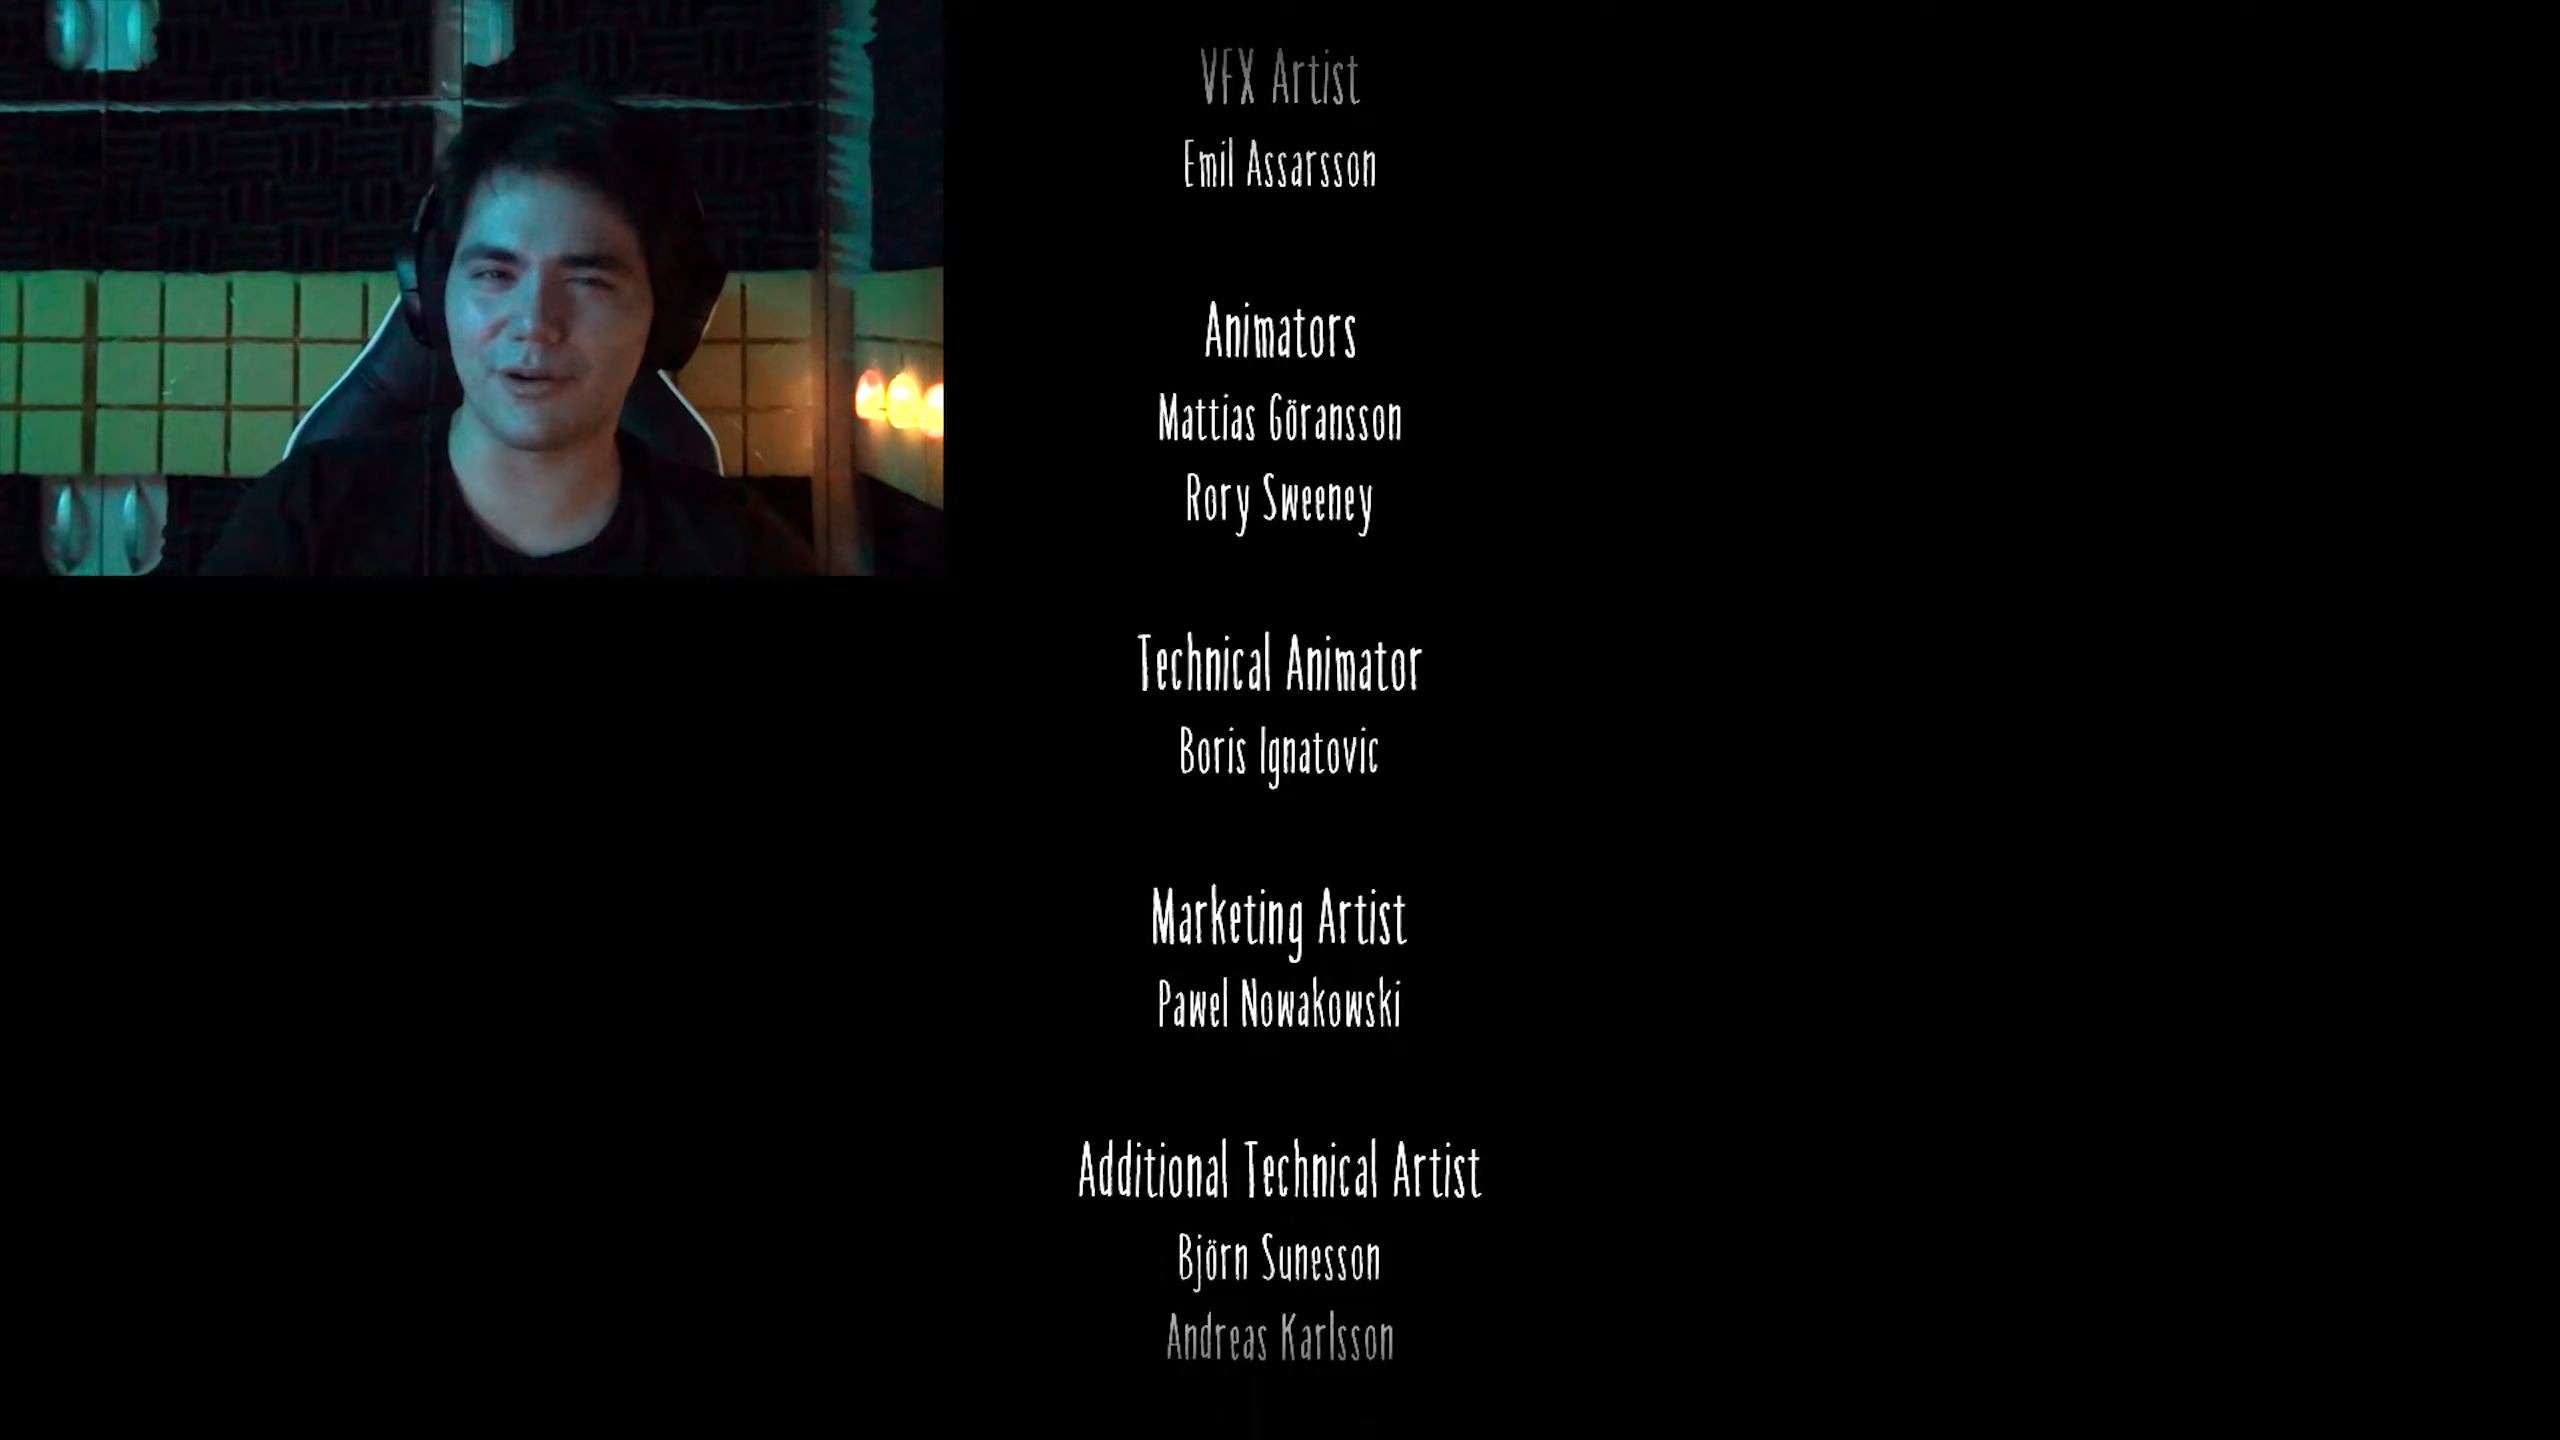 VFX Artist
Emil Assarsson
Animators
Mattias Göransson
Rory Sweeney
Technical Animator
Boris Ignatovic
Marketing Artist
Pawel Nowakowski
Additional Technical Artist
Björn Sunesson
Andreas Karlsson